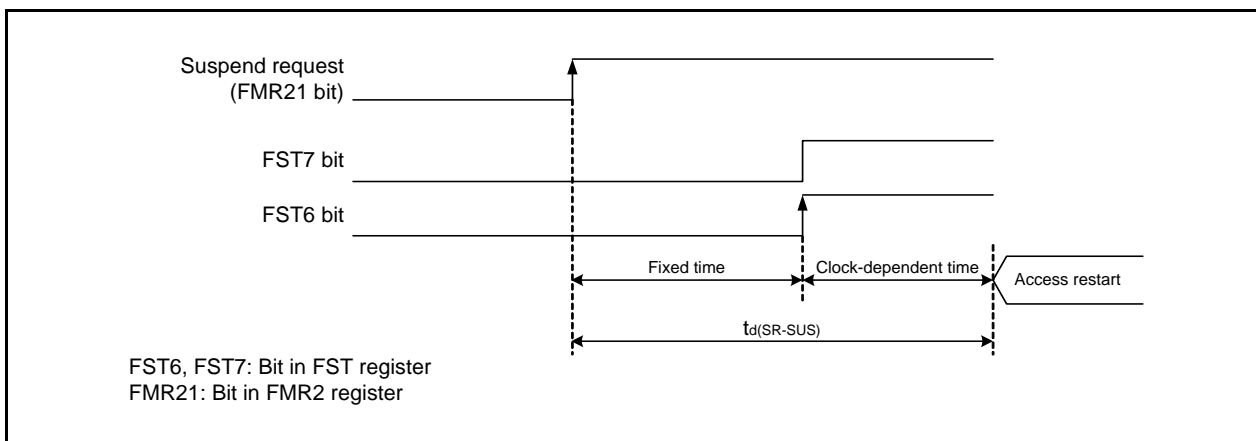 Suspend request
(FMR21 bit)
FST7 bit
FST6 bit
Fixed time
Clock-dependent time
Access restart
td(SR-SUS)
FST6, FST7: Bit in FST register
FMR21: Bit in FMR2 register